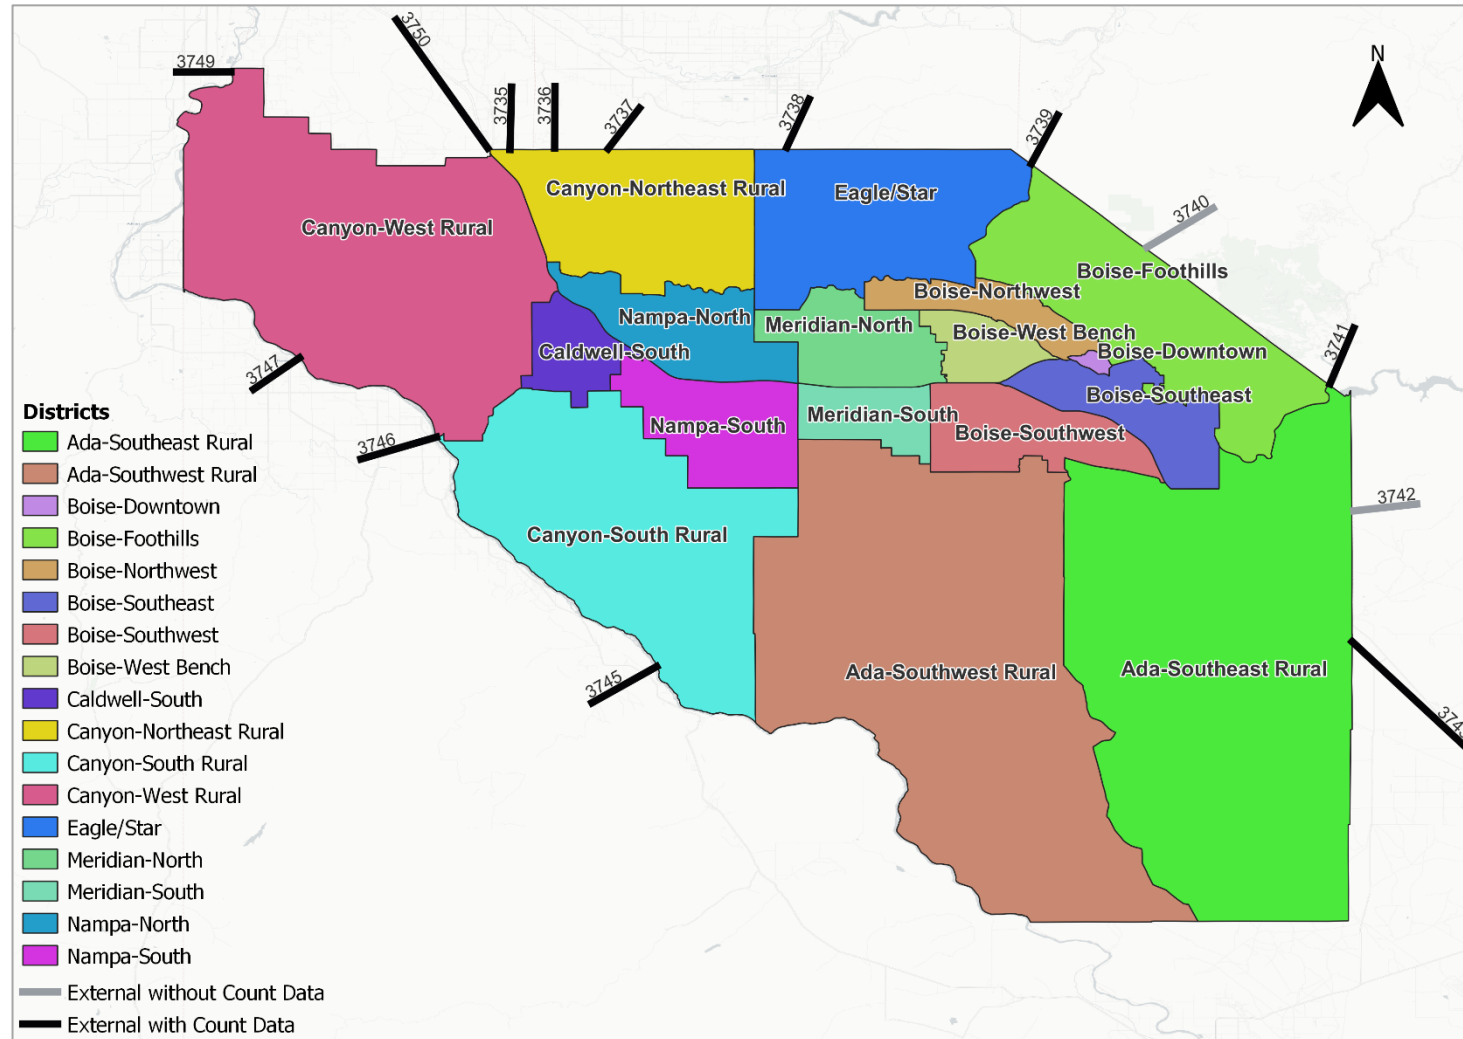 3750
N
3749
3735
3736
3737
3738
3739
3740
Canyon-Northeast Rural
Eagle/Star
Canyon-West Rural
Boise-Foothills
Boise-Northwest
Nampa-North
Meridian-North
Boise-West Bench
3741
Caldwell-South
Boise-Downtown
3747
Boise-Southeast
Meridian-South
Nampa-South
Boise-Southwest
3746
3742
Canyon-South Rural
Ada-Southwest Rural
Ada-Southeast Rural
3745
Districts
Ada-Southeast Rural
Ada-Southwest Rural
Boise-Downtown
Boise-Foothills
Boise-Northwest
Boise-Southeast
Boise-Southwest
Boise-West Bench
Caldwell-South
Canyon-Northeast Rural
Canyon-South Rural
Canyon-West Rural
Eagle/Star
Meridian-North
Meridian-South
Nampa-North
Nampa-South
External without Count Data
External with Count Data